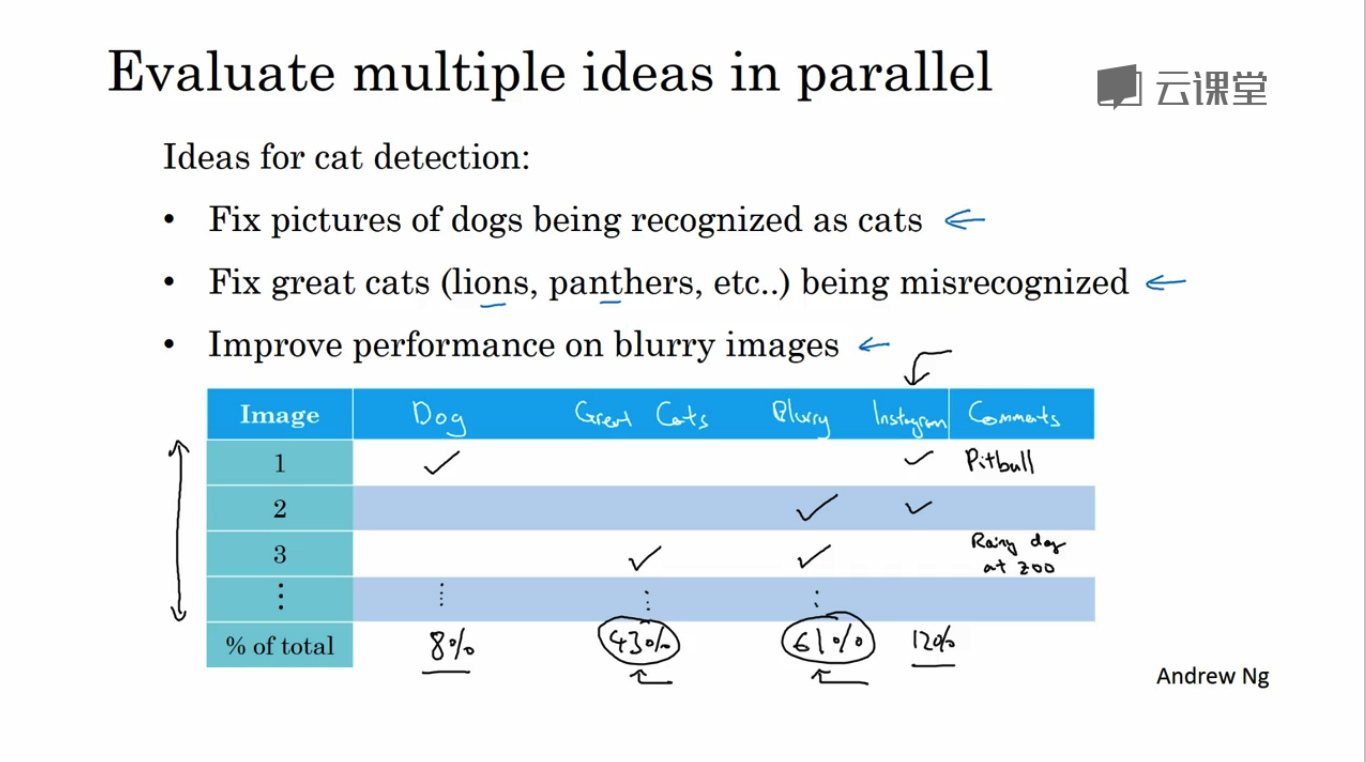 Evaluate multiple ideas in parallel
云课堂
Ideas for cat detection:
• Fix pictures of dogs being recognized as cats
• Fix great cats (lions, panthers, etc..) being misrecognized
• Improve performance on blurry images
Image Dog Great Cats Blurry Instagram Comments
1 ✓ ✓ Pitbull
2 ✓ ✓
3 ✓ ✓ Rainy day at zoo
⋮ ⋮ ⋮ ⋮
% of total 8% 43% 61% 12%
Andrew Ng